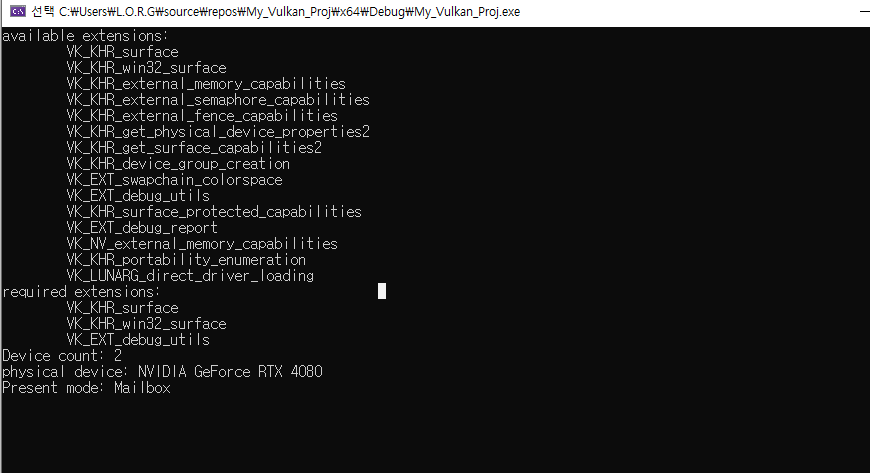 선택 C:₩Users₩L.O.R.G₩source₩repos₩My_Vulkan_Proj₩x64₩Debug₩My_Vulkan_Proj.exe
available extensions:
VK_KHR_surface
VK_KHR_win32_surface
VK_KHR_external_memory_capabilities
VK_KHR_external_semaphore_capabilities
VK_KHR_external_fence_capabilities
VK_KHR_get_physical_device_properties2
VK_KHR_get_surface_capabilities2
VK_KHR_device_group_creation
VK_EXT_swapchain_colorspace
VK_EXT_debug_utils
VK_KHR_surface_protected_capabilities
VK_EXT_debug_report
VK_NV_external_memory_capabilities
VK_KHR_portability_enumeration
VK_LUNARG_direct_driver_loading
required extensions:
VK_KHR_surface
VK_KHR_win32_surface
VK_EXT_debug_utils
Device count: 2
physical device: NVIDIA GeForce RTX 4080
Present mode: Mailbox